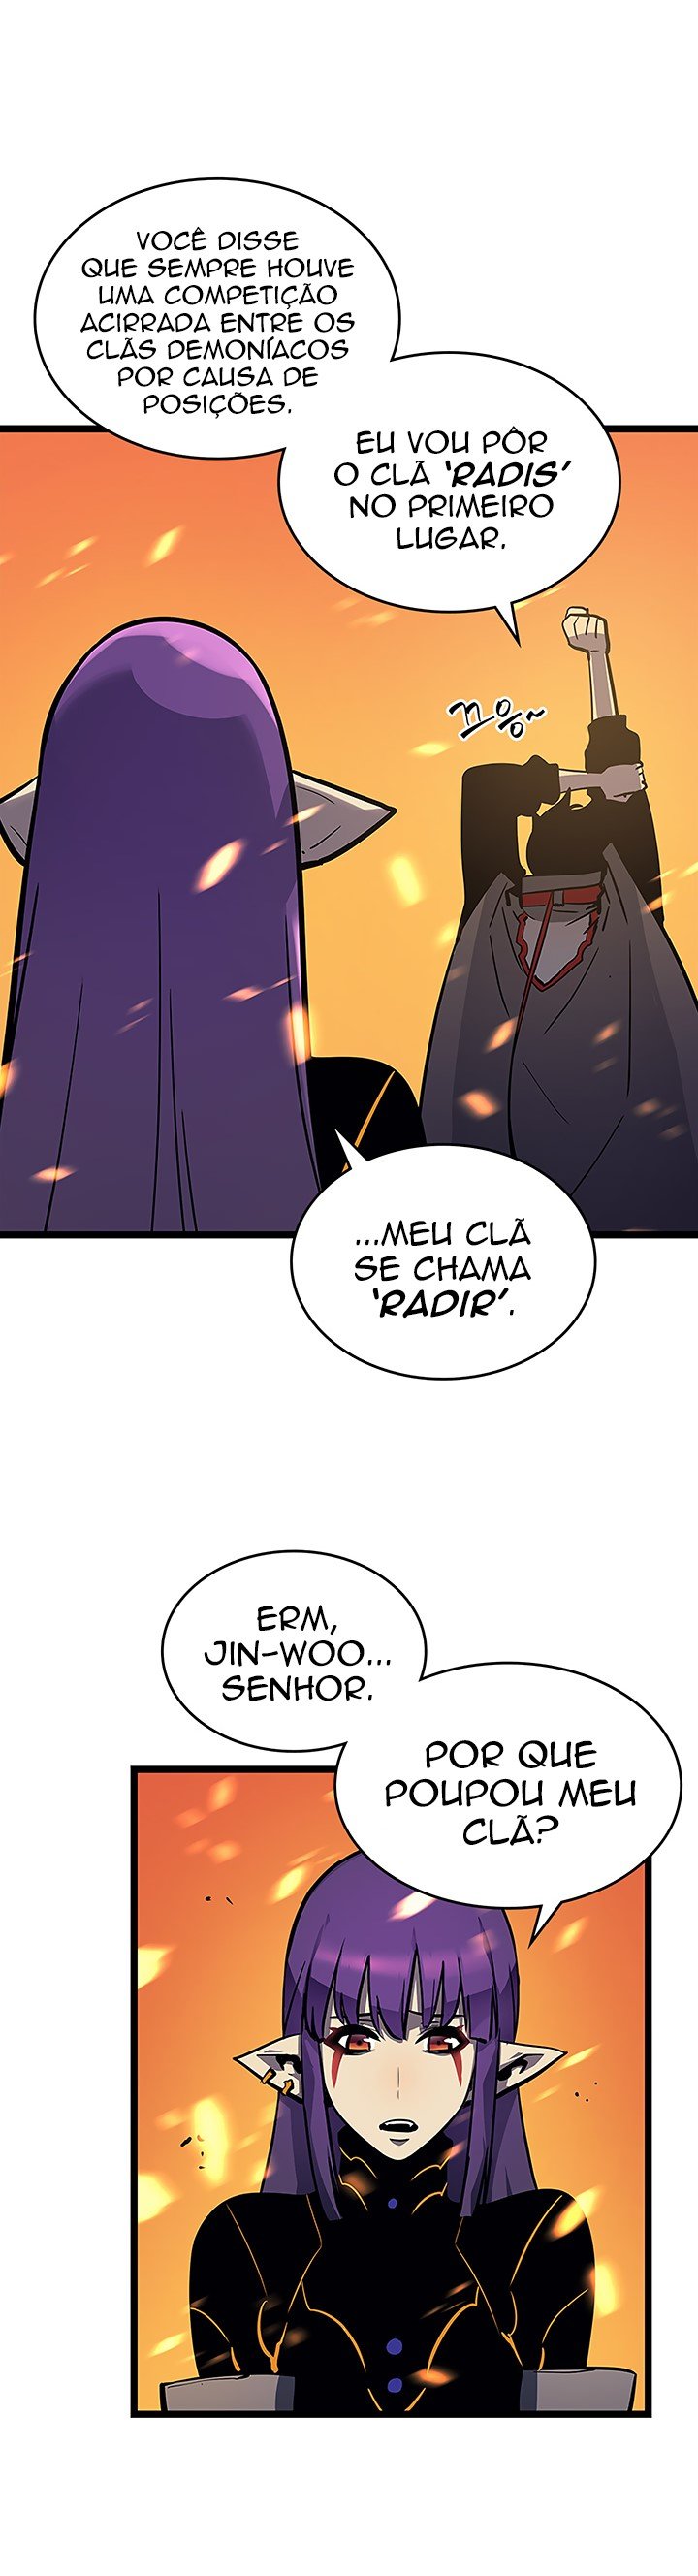 VOCÊ DISSE
QUE SEMPRE HOUVE
UMA COMPETIÇÃO
ACIRRADA ENTRE OS
CLÃS DEMONÍACOS
POR CAUSA DE
POSIÇÕES.
EU VOU PÔR
O CLÃ ‘RADIS’
NO PRIMEIRO
LUGAR.
끄응~
...MEU CLÃ
SE CHAMA
‘RADIR’.
ERM,
JIN-WOO...
SENHOR.
POR QUE
POUPOU MEU
CLÃ?